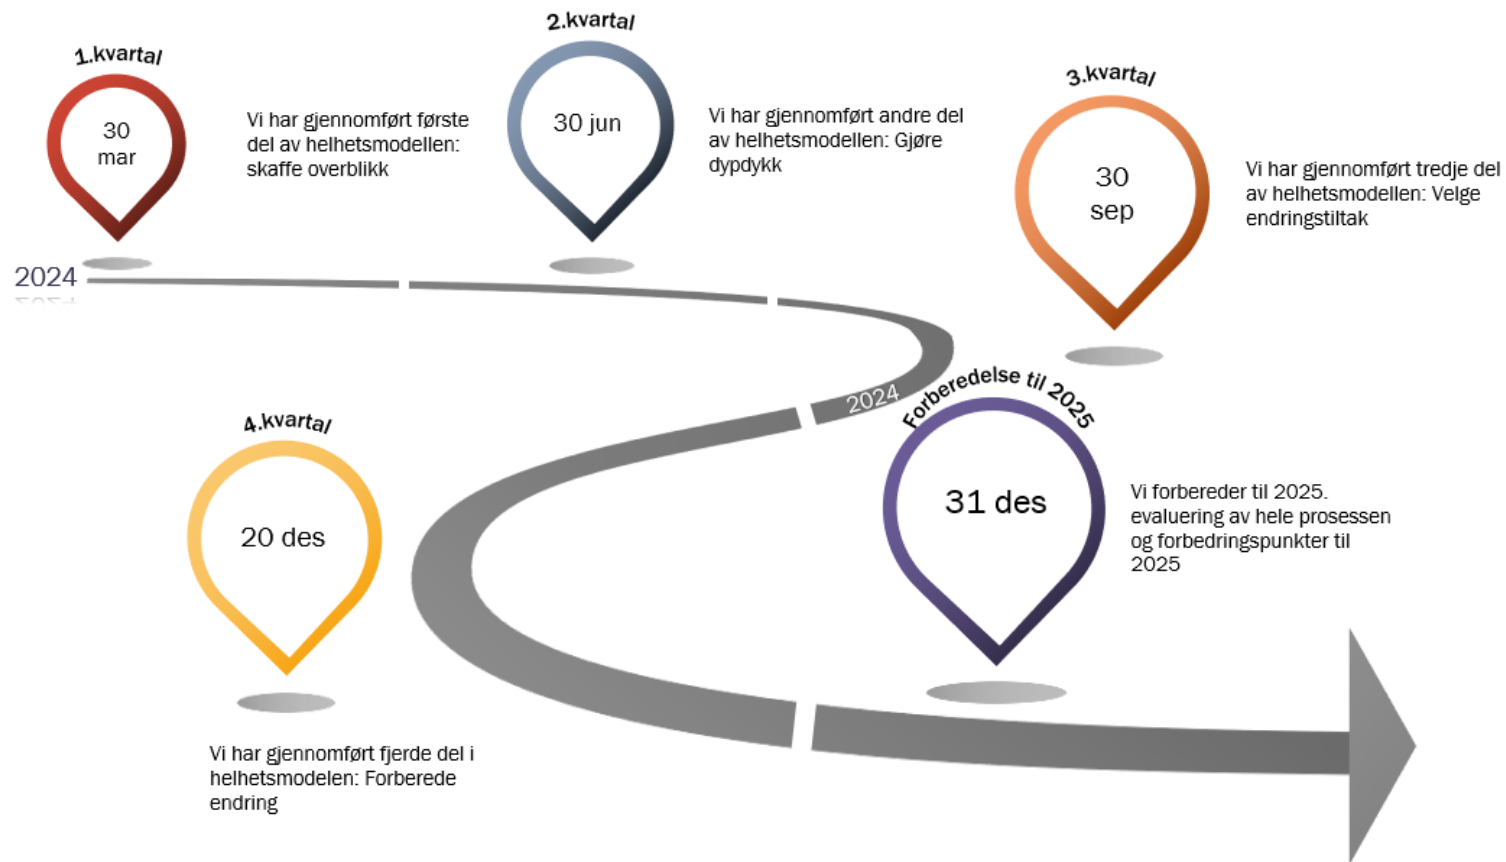 1.kvartal
30
mar
Vi har gjennomført første
del av helhetsmodellen:
skaffe overblikk
2.kvartal
30 jun
Vi har gjennomført andre del
av helhetsmodellen: Gjøre
dypdykk
3.kvartal
30
sep
Vi har gjennomført tredje del
av helhetsmodellen: Velge
endringstiltak
2024
2024
4.kvartal
20 des
Vi har gjennomført fjerde del i
helhetsmodelen: Forberede
endring
Forberedelse til 2025
31 des
Vi forbereder til 2025.
evaluering av hele prosessen
og forbedringspunkter til
2025